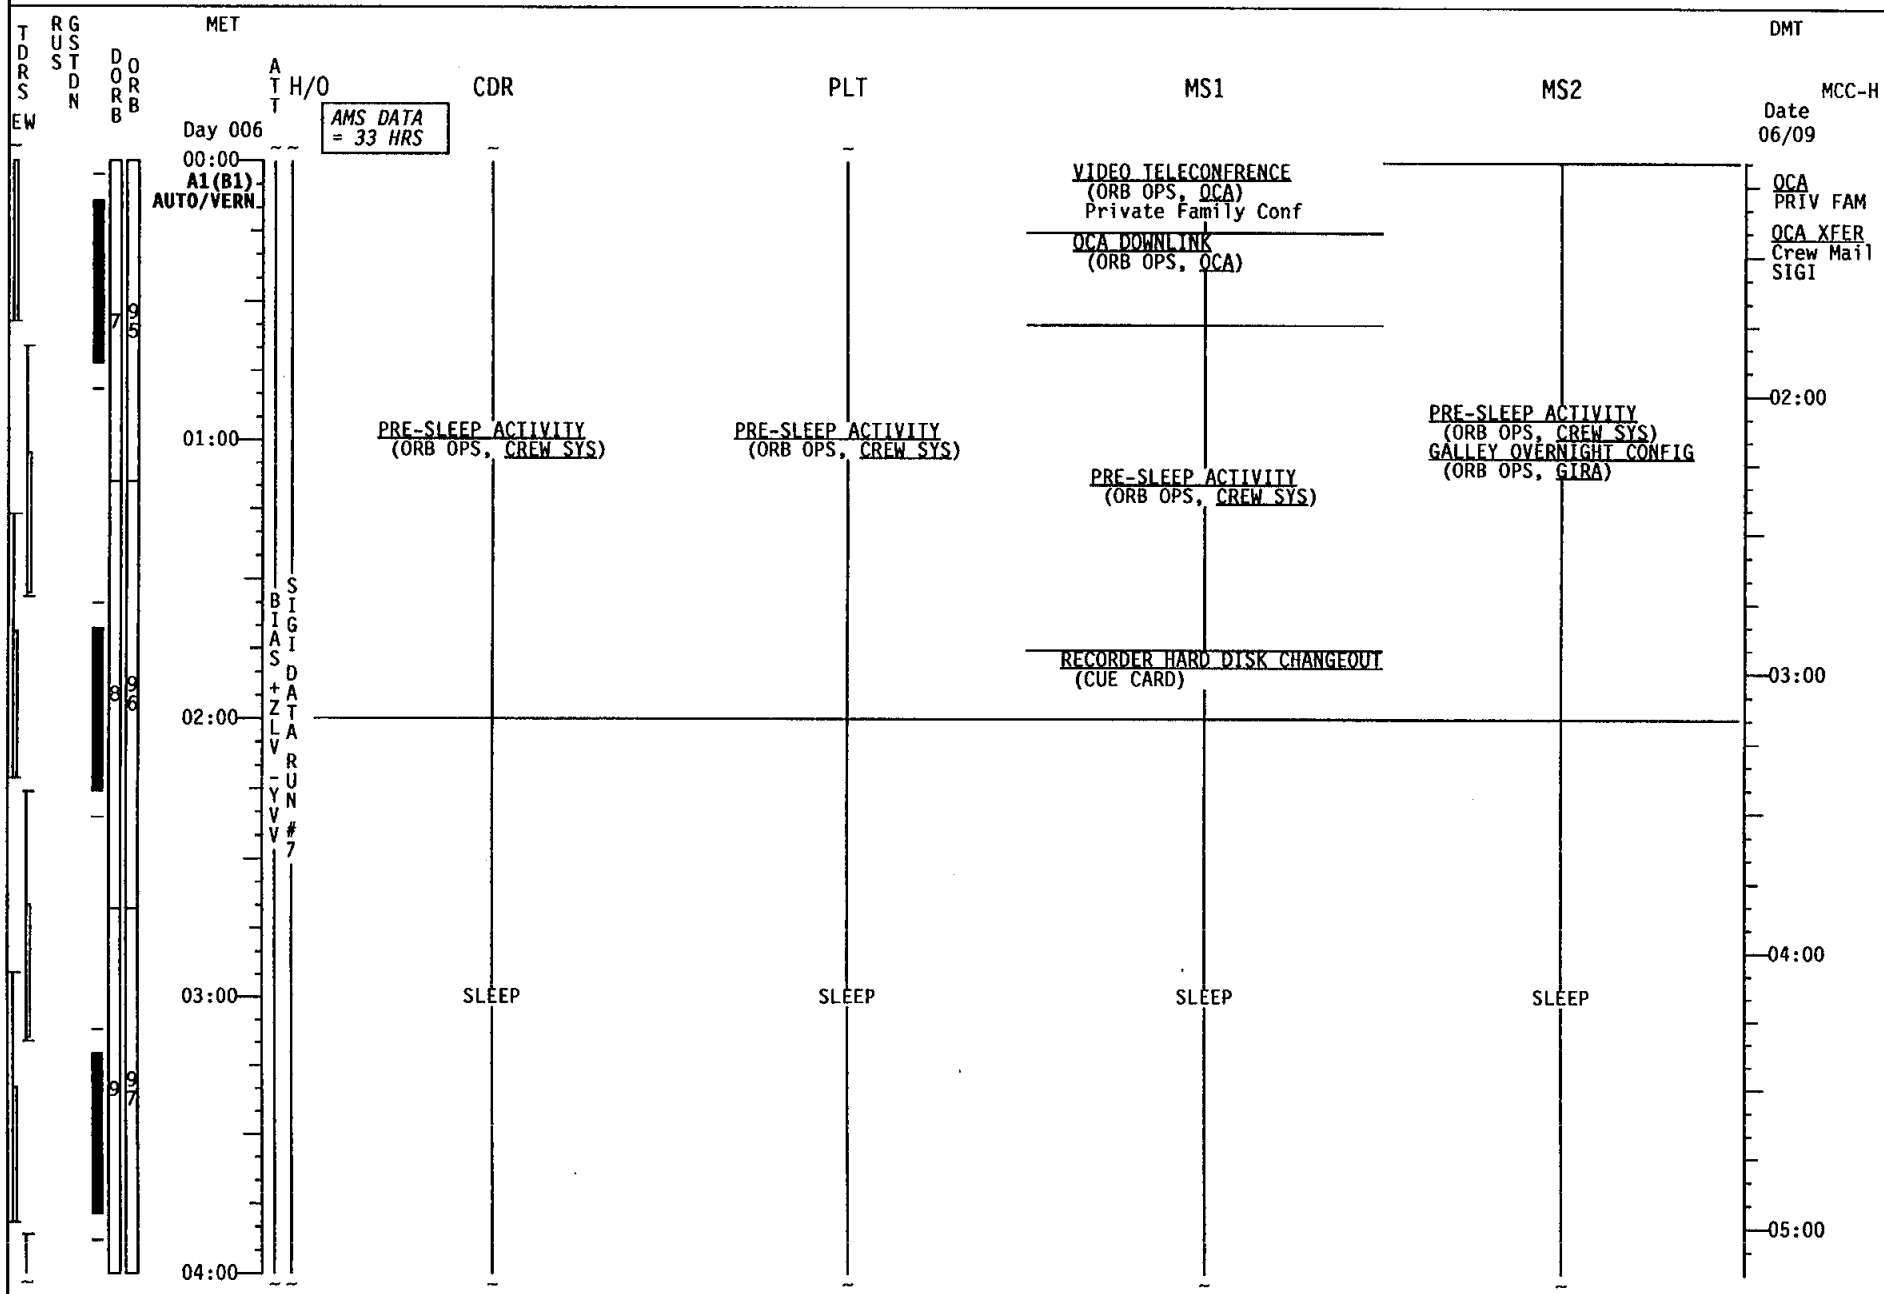 TDRS
EW
RUS
GSTDN
DORB
ORB
MET
ATT
H/O
CDR
PLT
MS1
MS2
DMT
MCC-H
AMS DATA
= 33 HRS
Day 006
Date
06/09
00:00
A1(B1)
AUTO/VERN
VIDEO TELECONFRENCE
(ORB OPS, OCA)
Private Family Conf
OCA DOWNLINK
(ORB OPS, OCA)
OCA
PRIV FAM
OCA XFER
Crew Mail
SIGI
7
95
02:00
01:00
PRE-SLEEP ACTIVITY
(ORB OPS, CREW SYS)
PRE-SLEEP ACTIVITY
(ORB OPS, CREW SYS)
PRE-SLEEP ACTIVITY
(ORB OPS, CREW SYS)
PRE-SLEEP ACTIVITY
(ORB OPS, CREW SYS)
GALLEY OVERNIGHT CONFIG
(ORB OPS, GIRA)
BIAS +ZLV -YVV
SIGI DATA RUN #7
RECORDER HARD DISK CHANGEOUT
(CUE CARD)
8
96
03:00
02:00
04:00
03:00
SLEEP
SLEEP
SLEEP
SLEEP
9
97
05:00
04:00